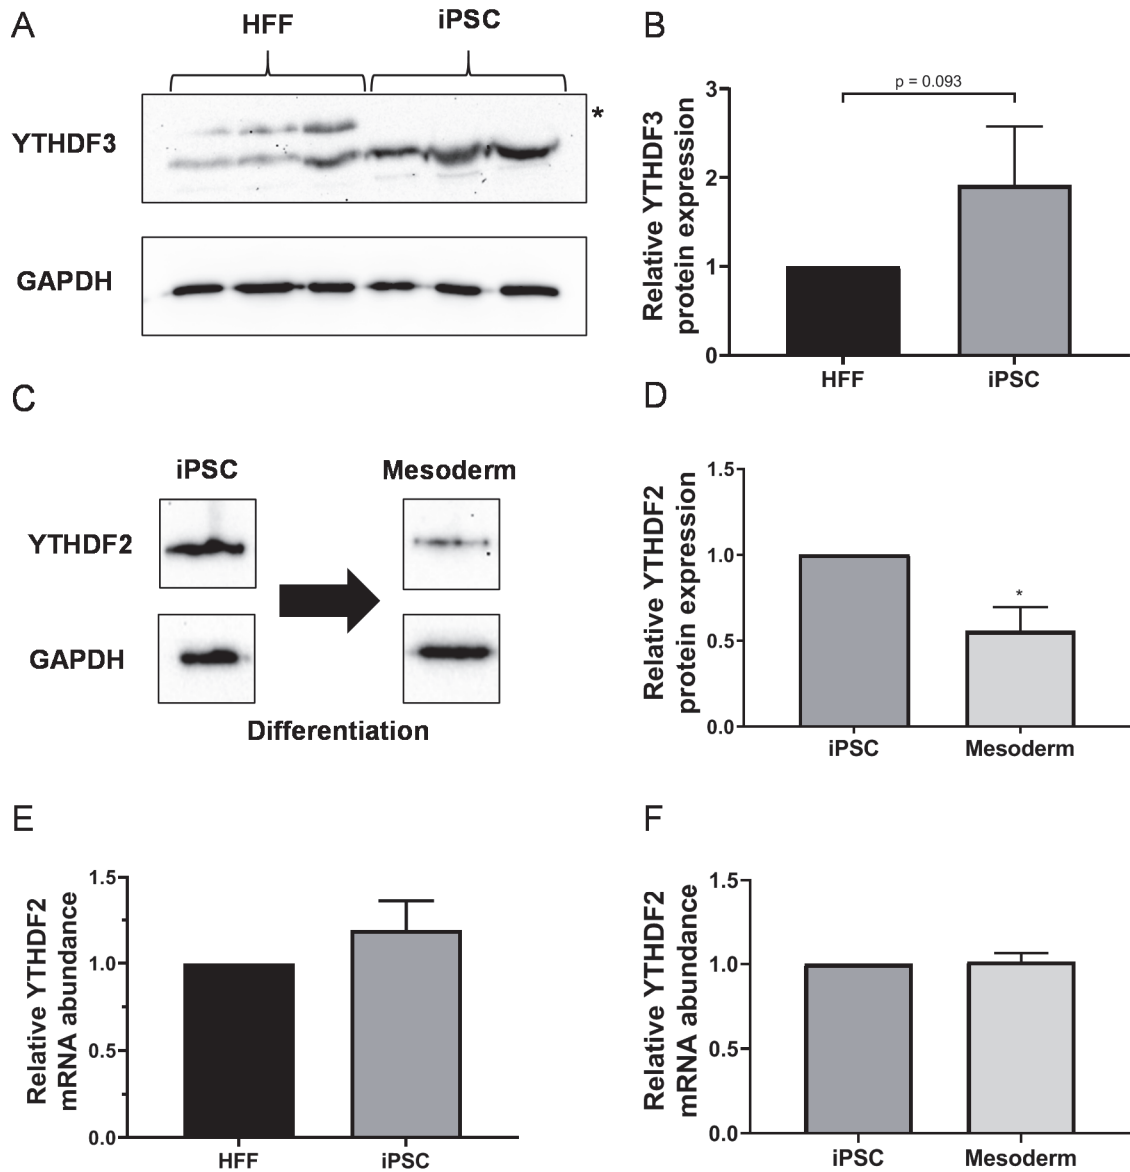 A
HFF
iPSC
YTHDF3
*
GAPDH
B
Relative YTHDF3
protein expression
3
2
1
0
p = 0.093
HFF
iPSC
C
iPSC
Mesoderm
YTHDF2
GAPDH
Differentiation
D
Relative YTHDF2
protein expression
1.5
1.0
0.5
0.0
*
iPSC
Mesoderm
E
Relative YTHDF2
mRNA abundance
1.5
1.0
0.5
0.0
HFF
iPSC
F
Relative YTHDF2
mRNA abundance
1.5
1.0
0.5
0.0
iPSC
Mesoderm